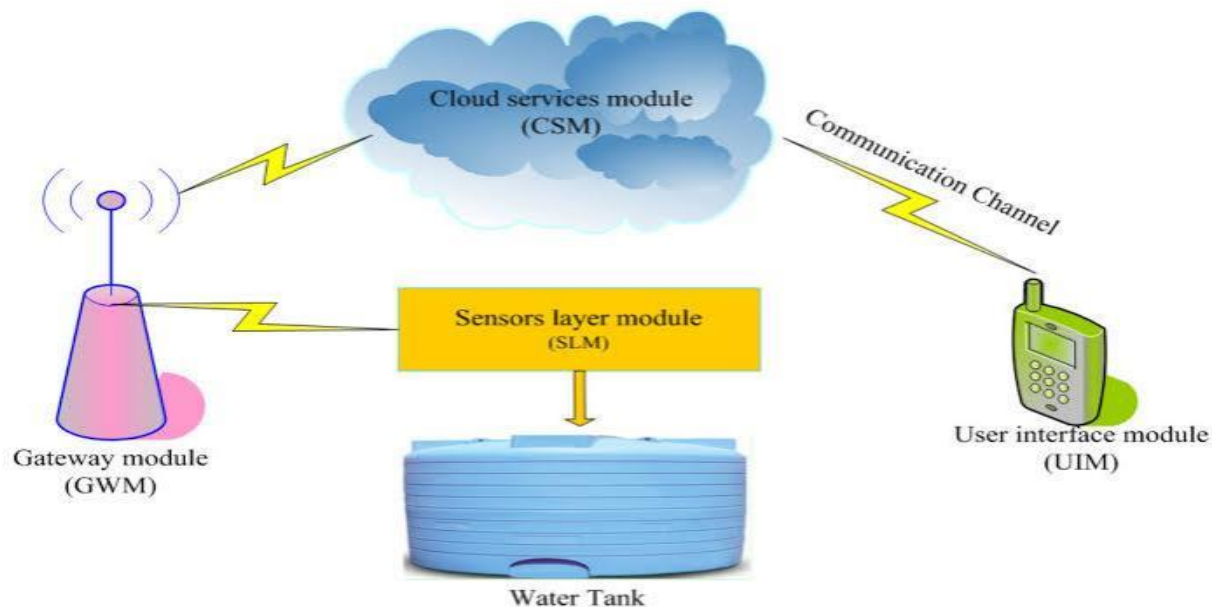 Cloud services module
(CSM)
Communication Channel
Sensors layer module
(SLM)
Gateway module
(GWM)
User interface module
(UIM)
Water Tank